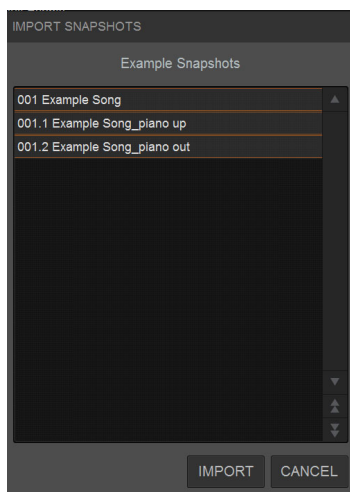 IMPORT SNAPSHOTS
Example Snapshots
001 Example Song
001.1 Example Song_piano up
001.2 Example Song_piano out
IMPORT CANCEL